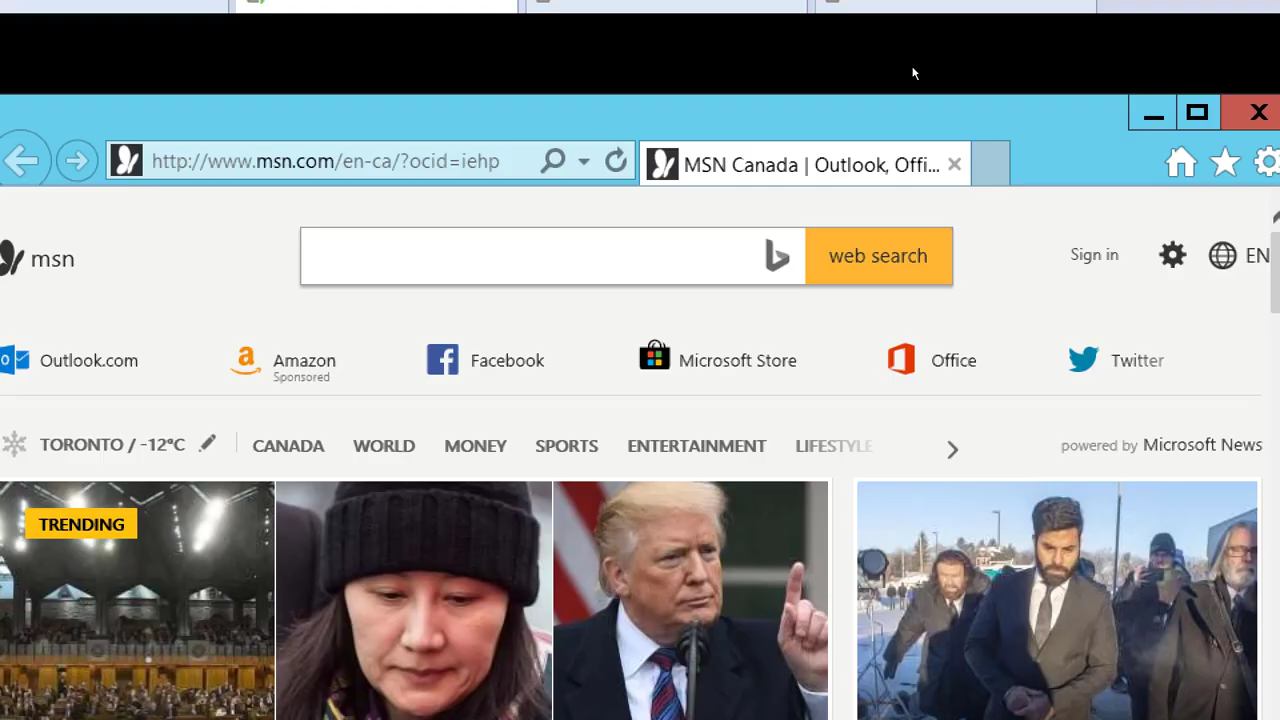 http://www.msn.com/en-ca/?ocid=iehp
MSN Canada | Outlook, Offi...
msn
web search
Sign in
EN
Outlook.com
Amazon
Sponsored
Facebook
Microsoft Store
Office
Twitter
TORONTO / -12°C
CANADA
WORLD
MONEY
SPORTS
ENTERTAINMENT
LIFESTYLE
powered by Microsoft News
TRENDING